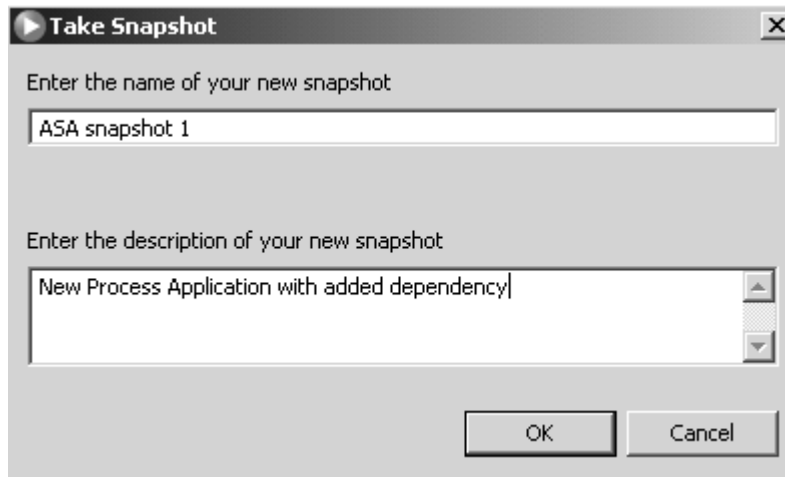 Take Snapshot
Enter the name of your new snapshot
ASA snapshot 1
Enter the description of your new snapshot
New Process Application with added dependency
OK Cancel